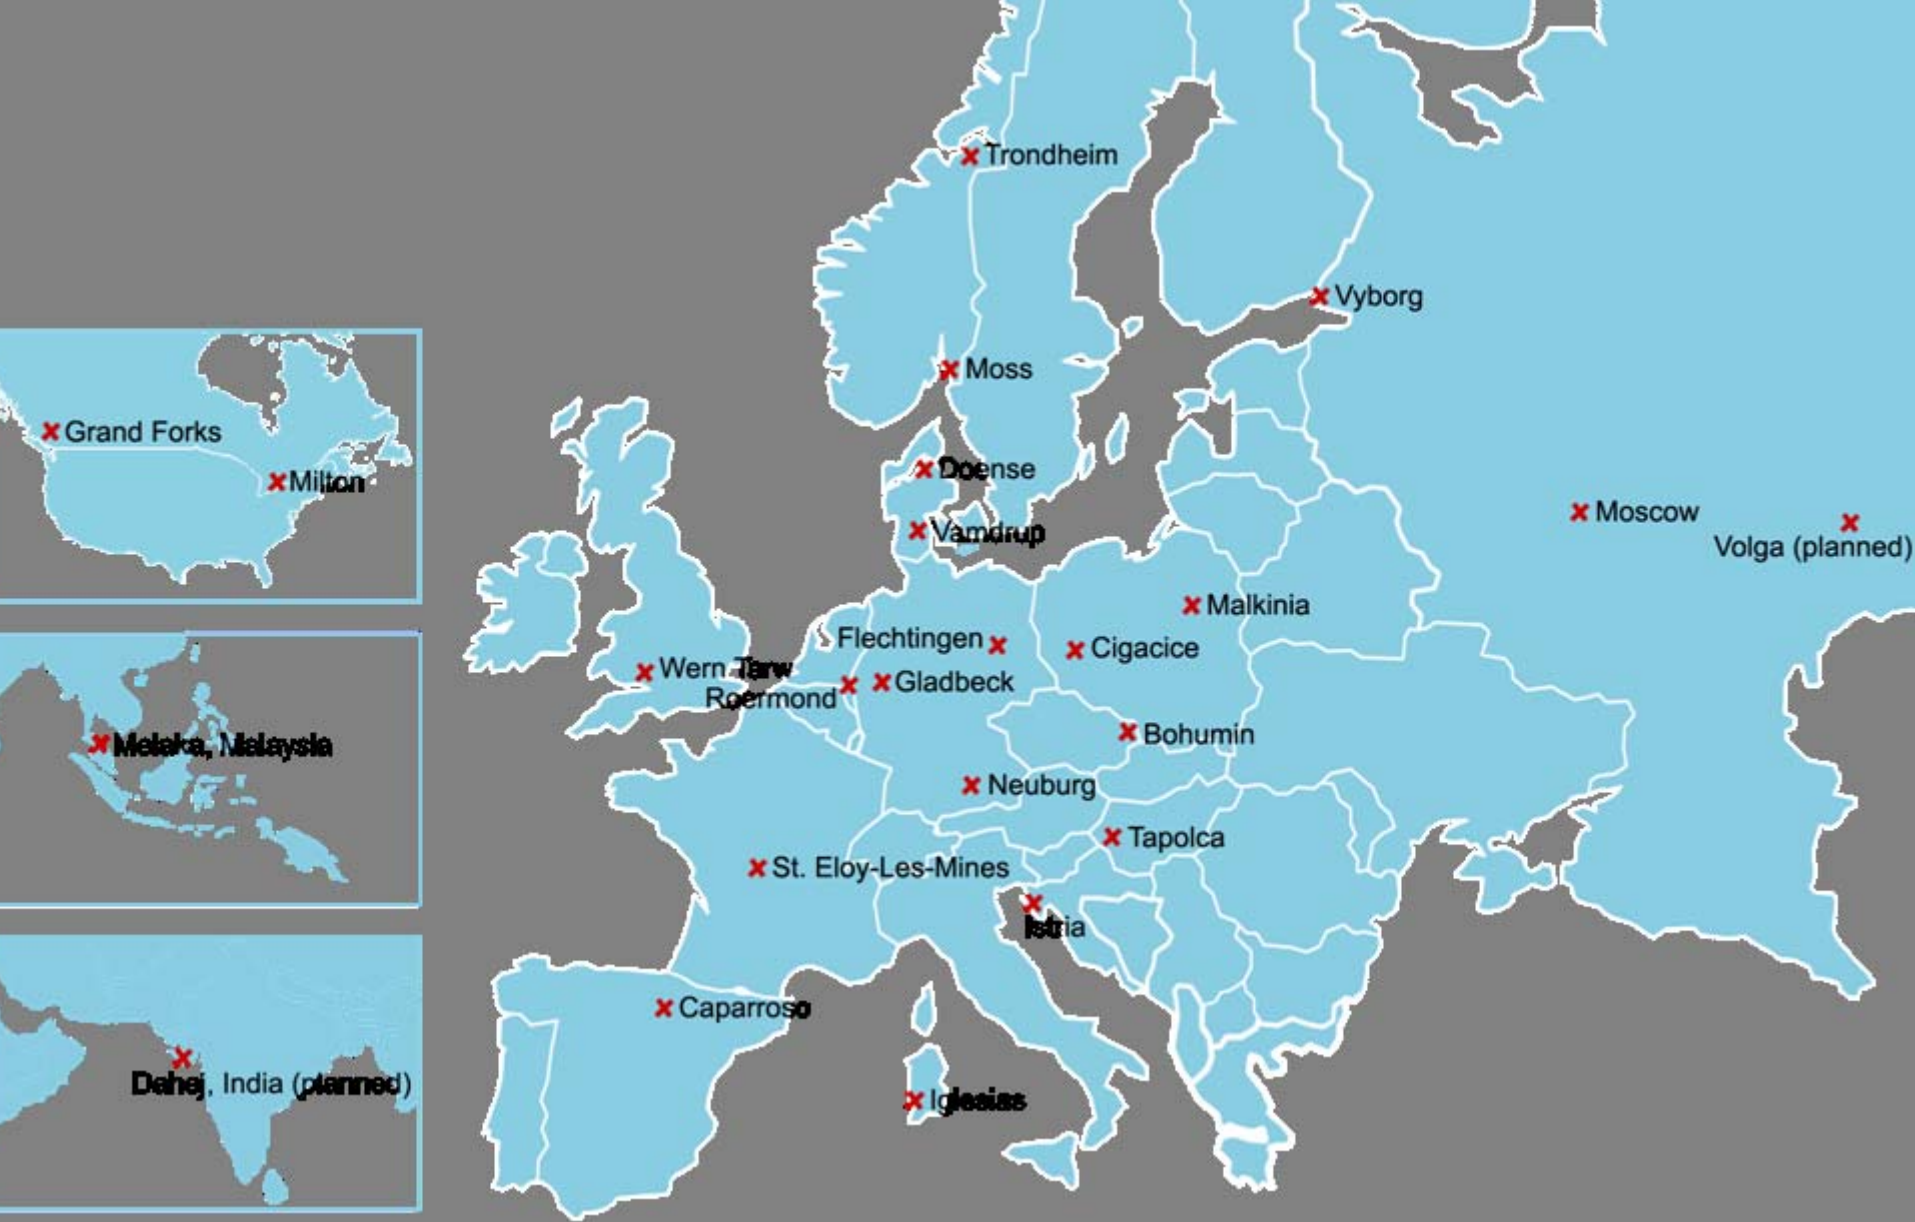 Trondheim
Vyborg
Moss
Grand Forks
Milton
Doense
Vamdrup
Moscow
Volga (planned)
Malkinia
Flechtingen
Cigacice
Wern Tarw
Gladbeck
Roermond
Bohumin
Melaka, Malaysia
Neuburg
Tapolca
St. Eloy-Les-Mines
Istria
Caparroso
Dahej, India (planned)
Iglesias